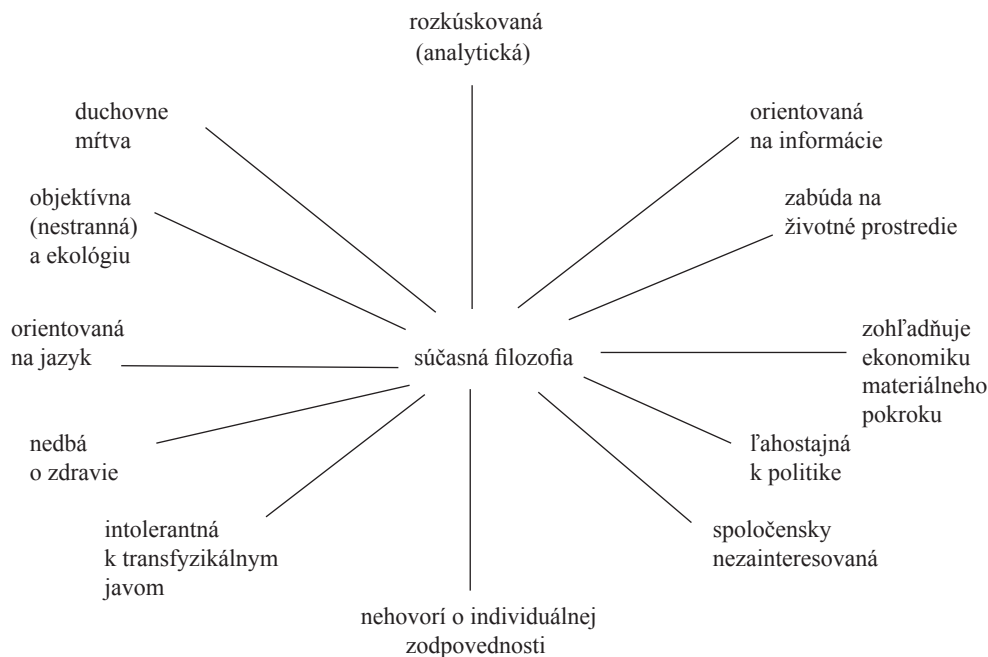 rozkúskovaná
(analytická)
duchovne
mŕtva
orientovaná
na informácie
objektívna
(nestranná)
a ekológiu
zabúda na
životné prostredie
orientovaná
na jazyk
súčasná filozofia
zohľadňuje
ekonomiku
materiálneho
pokroku
nedbá
o zdravie
ľahostajná
k politike
intolerantná
k transfyzikálnym
javom
spoločensky
nezainteresovaná
nehovorí o individuálnej
zodpovednosti